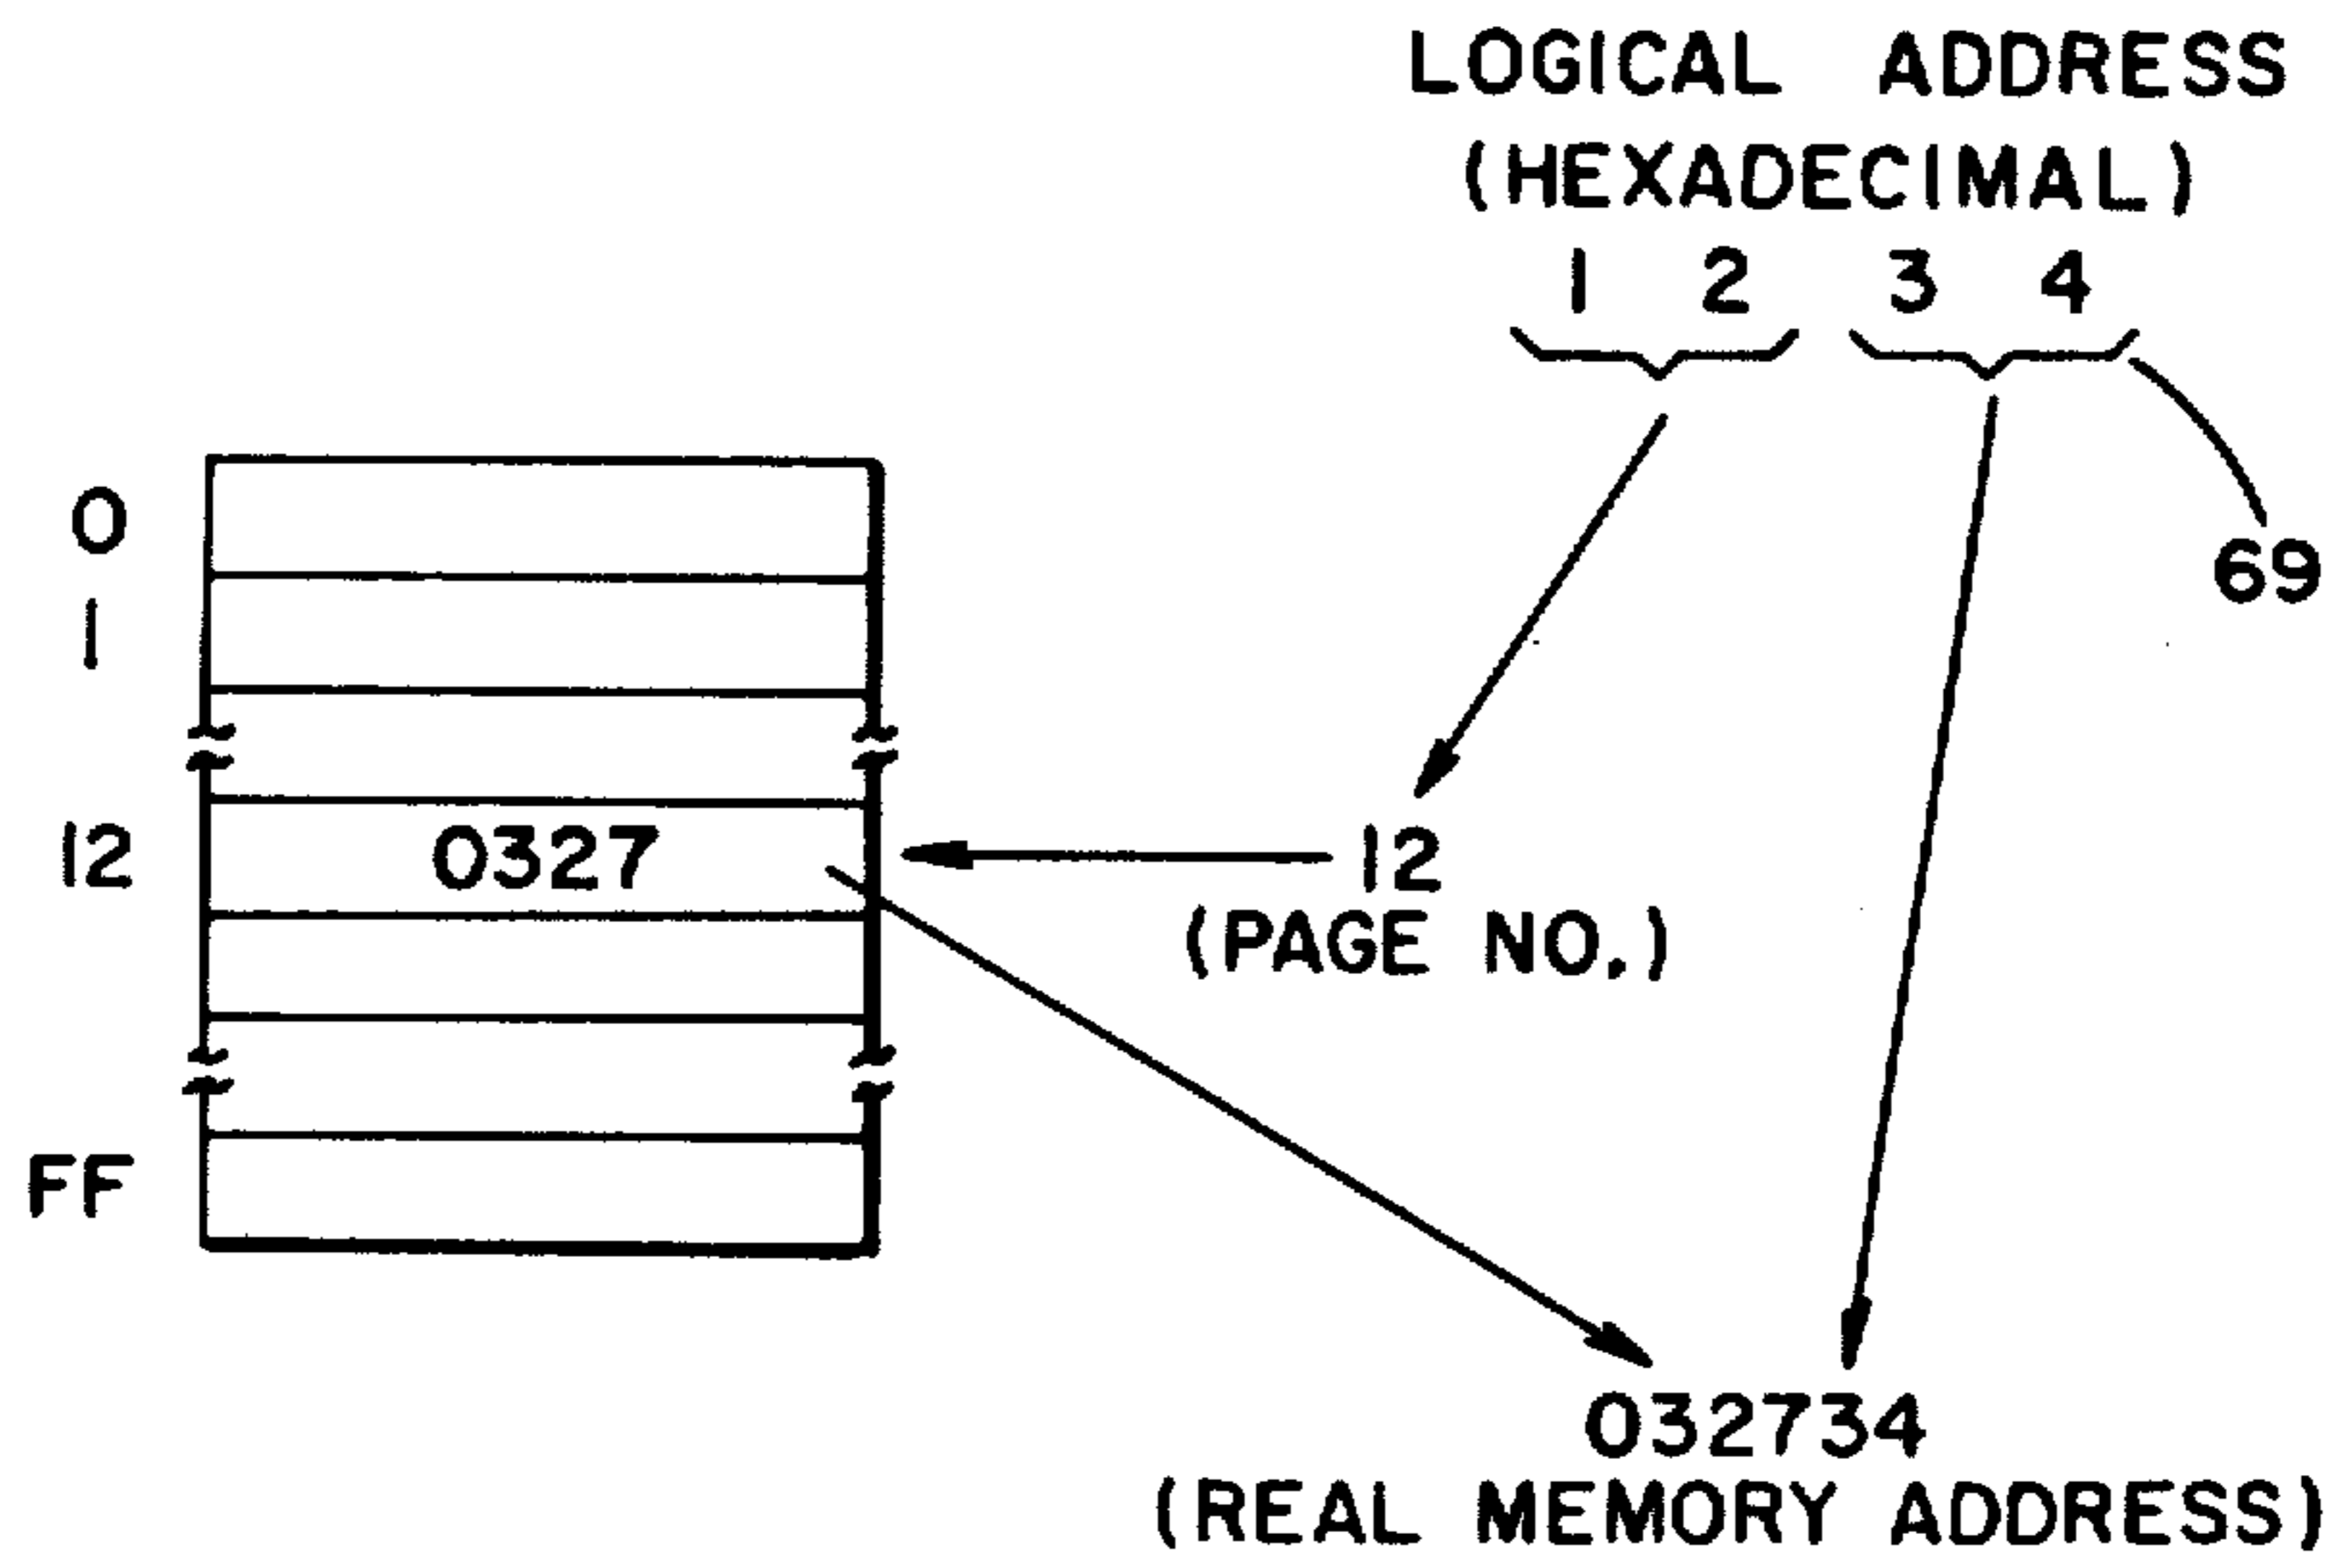 LOGICAL ADDRESS
(HEXADECIMAL)
1 2 3 4
69
0
1
12 0327
12
(PAGE NO.)
FF
032734
(REAL MEMORY ADDRESS)